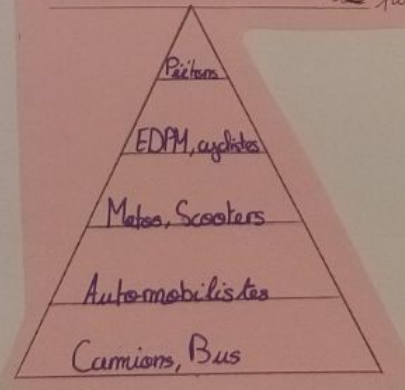 Piétons
EDPM, cyclistes
Motos, Scooters
Automobilistes
Camions, Bus